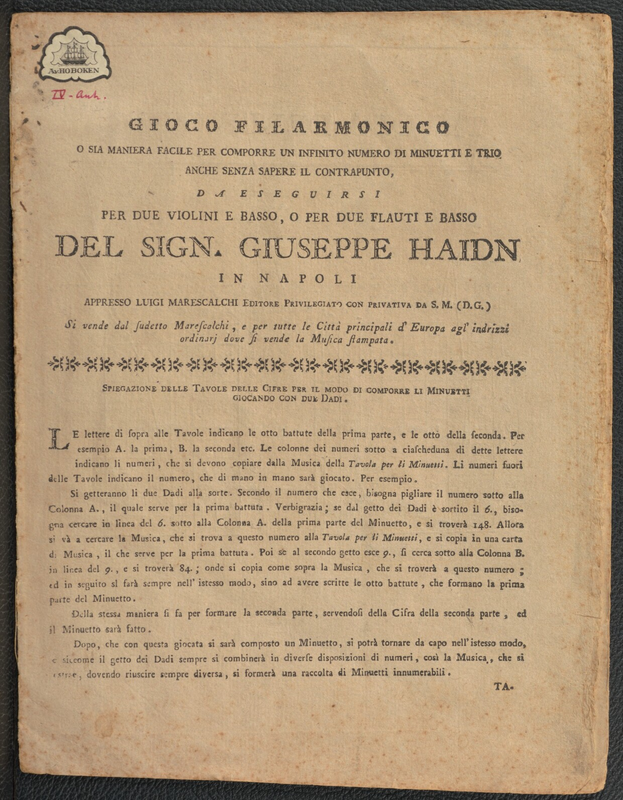 A.v.HOBOKEN
IV-Anh.
GIOCO FILARMONICO
O SIA MANIERA FACILE PER COMPORRE UN INFINITO NUMERO DI MINUETTI E TRIO
ANCHE SENZA SAPERE IL CONTRAPUNTO,
DA ESEGUIRSI
PER DUE VIOLINI E BASSO, O PER DUE FLAUTI E BASSO
DEL SIGN. GIUSEPPE HAIDN
IN NAPOLI
APPRESSO LUIGI MARESCALCHI EDITORE PRIVILEGIATO CON PRIVATIVA DA S. M. (D. G.)
Si vende dal ſudetto Mareſcalchi, e per tutte le Città principali d' Europa agl' indrizzi
ordinarj dove ſi vende la Muſica ſtampata.
SPIEGAZIONE DELLE TAVOLE DELLE CIFRE PER IL MODO DI COMPORRE LI MINUETTI
GIOCANDO CON DUE DADI.
LE lettere di ſopra alle Tavole indicano le otto battute della prima parte, e le otto della ſeconda. Per
esempio A. la prima, B. la seconda etc. Le colonne dei numeri sotto a ciaſcheduna di dette lettere
indicano li numeri, che si devono copiare dalla Musica della Tavola per li Minuetti. Li numeri fuori
delle Tavole indicano il numero, che di mano in mano sarà giocato. Per esempio.
Si getteranno li due Dadi alla sorte. Secondo il numero che esce, bisogna pigliare il numero sotto alla
Colonna A., il quale serve per la prima battuta. Verbigrazia; se dal getto dei Dadi è sortito il 6., biso-
gna cercare in linea del 6. sotto alla Colonna A. della prima parte del Minuetto, e si troverà 148. Allora
si và a cercare la Musica, che si trova a questo numero alla Tavola per li Minuetti, e si copia in una carta
di Musica, il che serve per la prima battuta. Poi se al secondo getto esce 9., ſi cerca sotto alla Colonna B.
in linea del 9., e si troverà 84.; onde si copia come sopra la Musica, che si troverà a questo numero;
ed in seguito si farà sempre nell' istesso modo, sino ad avere scritte le otto battute, che formano la prima
parte del Minuetto.
Della stessa maniera ſi fa per formare la seconda parte, servendoſi della Cifra della seconda parte, ed
il Minuetto sarà fatto.
Dopo, che con questa giocata si sarà composto un Minuetto, si potrà tornare da capo nell'istesso modo,
e siccome il getto dei Dadi sempre si combinerà in diverſe disposizioni di numeri, così la Musica, che si
dovendo riuscire sempre diversa, si formerà una raccolta di Minuetti innumerabili.
TA-